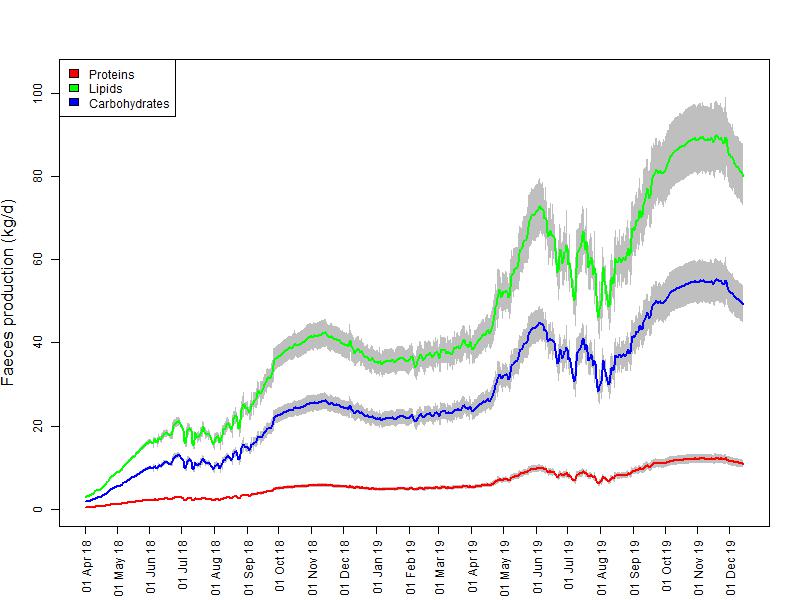 Proteins
Lipids
Carbohydrates
Faeces production (kg/d)
100
80
60
40
20
0
01 Apr 18
01 May 18
01 Jun 18
01 Jul 18
01 Aug 18
01 Sep 18
01 Oct 18
01 Nov 18
01 Dec 18
01 Jan 19
01 Feb 19
01 Mar 19
01 Apr 19
01 May 19
01 Jun 19
01 Jul 19
01 Aug 19
01 Sep 19
01 Oct 19
01 Nov 19
01 Dec 19